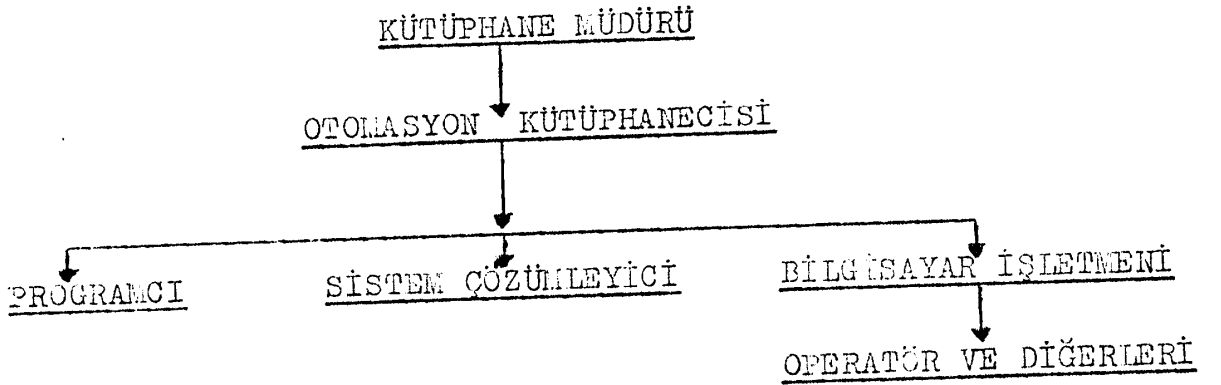 KÜTÜPHANE MÜDÜRÜ
OTOMASYON KÜTÜPHANECİSİ
PROGRAMCI
SİSTEM ÇÖZÜMLEYİCİ
BİLGİSAYAR İŞLETMENİ
OPERATÖR VE DİĞERLERİ